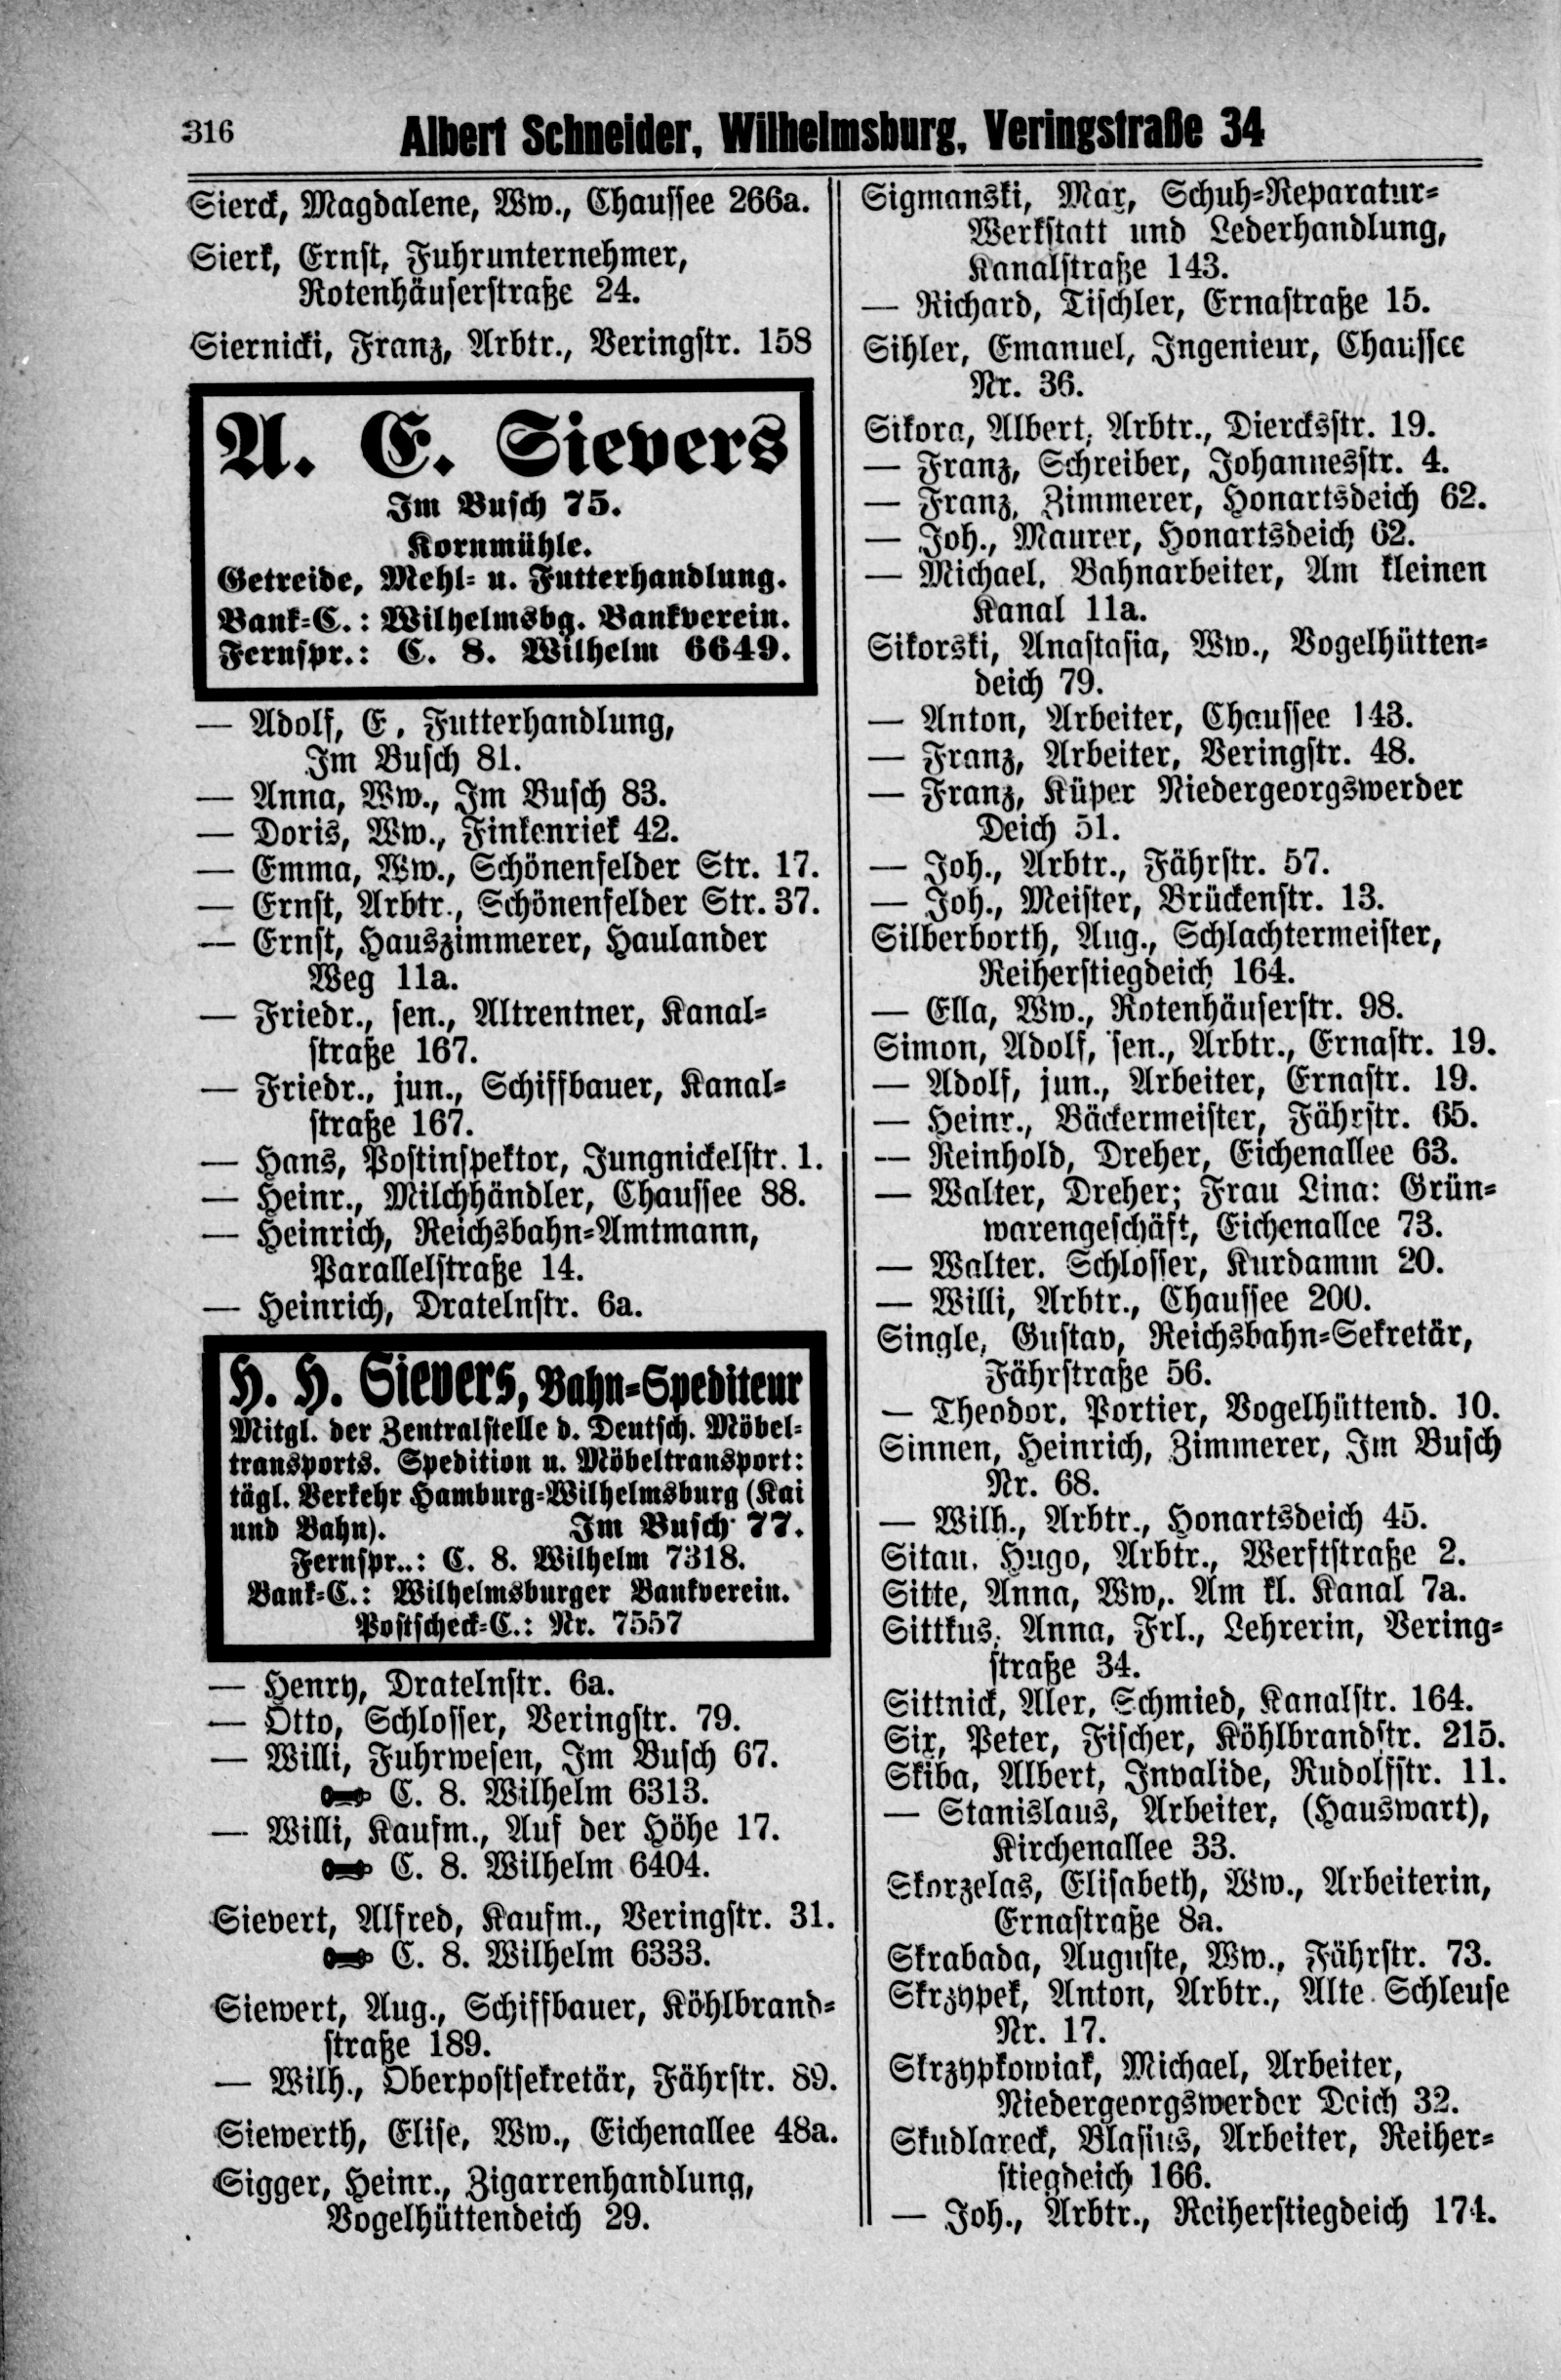 316
Albert Schneider, Wilhelmsburg, Veringstraße 34
Sierck, Magdalene, Ww., Chaussee 266a.
Sierk, Ernst, Fuhrunternehmer,
Rotenhäuserstraße 24.
Siernicki, Franz, Arbtr., Veringstr. 158
A. E. Sievers
Im Busch 75.
Kornmühle.
Getreide, Mehl- u. Futterhandlung.
Bank-C.: Wilhelmsbg. Bankverein.
Fernspr.: C. 8. Wilhelm 6649.
— Adolf, E. Futterhandlung,
Im Busch 81.
— Anna, Ww., Im Busch 83.
— Doris, Ww., Finkenriek 42.
— Emma, Ww., Schönenfelder Str. 17.
— Ernst, Arbtr., Schönenfelder Str. 37.
— Ernst, Hauszimmerer, Haulander
Weg 11a.
— Friedr., sen., Altrentner, Kanal-
straße 167.
— Friedr., jun., Schiffbauer, Kanal-
straße 167.
— Hans, Postinspektor, Jungnickelstr. 1.
— Heinr., Milchhändler, Chaussee 88.
— Heinrich, Reichsbahn-Amtmann,
Parallelstraße 14.
— Heinrich, Dratelnstr. 6a.
H. H. Sievers, Bahn-Spediteur
Mitgl. der Zentralstelle d. Deutsch. Möbel-
transports. Spedition u. Möbeltransport:
tägl. Verkehr Hamburg-Wilhelmsburg (Kai
und Bahn). Im Busch 77.
Fernspr..: C. 8. Wilhelm 7318.
Bank-C.: Wilhelmsburger Bankverein.
Postscheck-C.: Nr. 7557
— Henry, Dratelnstr. 6a.
— Otto, Schlosser, Veringstr. 79.
— Willi, Fuhrwesen, Im Busch 67.
C. 8. Wilhelm 6313.
— Willi, Kaufm., Auf der Höhe 17.
C. 8. Wilhelm 6404.
Sievert, Alfred, Kaufm., Veringstr. 31.
C. 8. Wilhelm 6333.
Siewert, Aug., Schiffbauer, Köhlbrand-
straße 189.
— Wilh., Oberpostsekretär, Fährstr. 89.
Siewerth, Elise, Ww., Eichenallee 48a.
Sigger, Heinr., Zigarrenhandlung,
Vogelhüttendeich 29.
Sigmanski, Max, Schuh-Reparatur-
Werkstatt und Lederhandlung,
Kanalstraße 143.
— Richard, Tischler, Ernastraße 15.
Sihler, Emanuel, Ingenieur, Chaussee
Nr. 36.
Sikora, Albert, Arbtr., Diercksstr. 19.
— Franz, Schreiber, Johannesstr. 4.
— Franz, Zimmerer, Honartsdeich 62.
— Joh., Maurer, Honartsdeich 62.
— Michael, Bahnarbeiter, Am kleinen
Kanal 11a.
Sikorski, Anastasia, Ww., Vogelhütten-
deich 79.
— Anton, Arbeiter, Chaussee 143.
— Franz, Arbeiter, Veringstr. 48.
— Franz, Küper Niedergeorgswerder
Deich 51.
— Joh., Arbtr., Fährstr. 57.
— Joh., Meister, Brückenstr. 13.
Silberborth, Aug., Schlachtermeister,
Reiherstiegdeich 164.
— Ella, Ww., Rotenhäuserstr. 98.
Simon, Adolf, sen., Arbtr., Ernastr. 19.
— Adolf, jun., Arbeiter, Ernastr. 19.
— Heinr., Bäckermeister, Fährstr. 65.
— Reinhold, Dreher, Eichenallee 63.
— Walter, Dreher; Frau Lina: Grün-
warengeschäft, Eichenallee 73.
— Walter. Schlosser, Kurdamm 20.
— Willi, Arbtr., Chaussee 200.
Single, Gustav, Reichsbahn-Sekretär,
Fährstraße 56.
— Theodor, Portier, Vogelhüttend. 10.
Sinnen, Heinrich, Zimmerer, Im Busch
Nr. 68.
— Wilh., Arbtr., Honartsdeich 45.
Sitau, Hugo, Arbtr., Werftstraße 2.
Sitte, Anna, Ww,. Am kl. Kanal 7a.
Sittkus, Anna, Frl., Lehrerin, Vering-
straße 34.
Sittnick, Alex, Schmied, Kanalstr. 164.
Six, Peter, Fischer, Köhlbrandstr. 215.
Skiba, Albert, Invalide, Rudolfstr. 11.
— Stanislaus, Arbeiter, (Hauswart),
Kirchenallee 33.
Skorzelas, Elisabeth, Ww., Arbeiterin,
Ernastraße 8a.
Skrabada, Auguste, Ww., Fährstr. 73.
Skrzypek, Anton, Arbtr., Alte Schleuse
Nr. 17.
Skrzypkowiak, Michael, Arbeiter,
Niedergeorgswerder Deich 32.
Skudlareck, Blasius, Arbeiter, Reiher-
stiegdeich 166.
— Joh., Arbtr., Reiherstiegdeich 174.